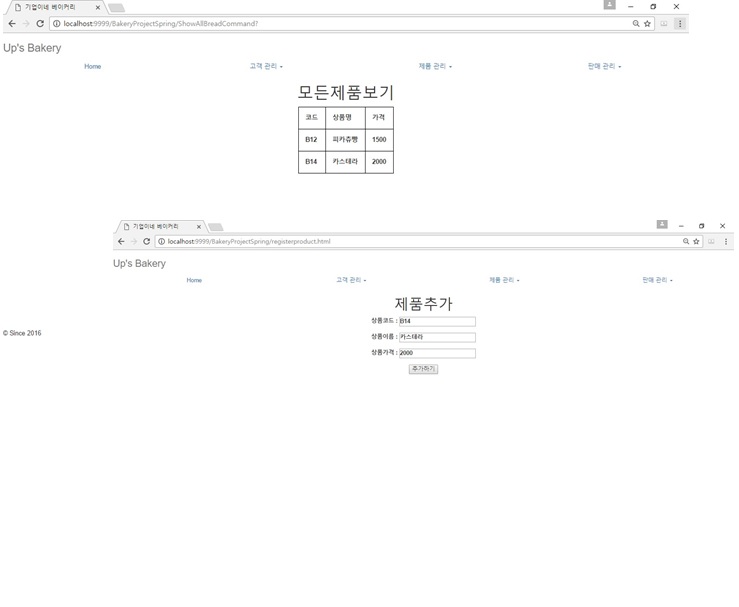 기업이네 베이커리
localhost:9999/BakeryProjectSpring/ShowAllBreadCommand?
Up's Bakery
Home 고객 관리 제품 관리 판매 관리
모든제품보기
코드 상품명 가격
B12 피카츄빵 1500
B14 카스테라 2000
기업이네 베이커리
localhost:9999/BakeryProjectSpring/registerproduct.html
Up's Bakery
Home 고객 관리 제품 관리 판매 관리
제품추가
상품코드 : B14
상품이름 : 카스테라
상품가격 : 2000
추가하기
© Since 2016